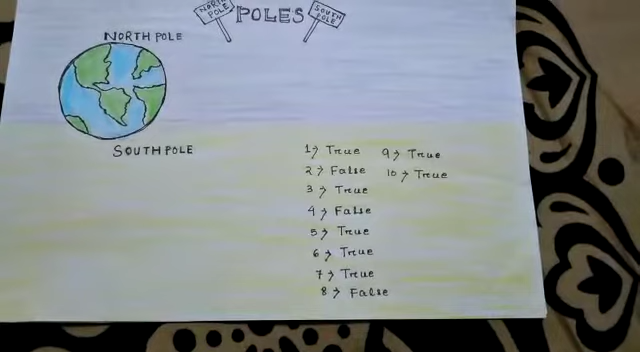 NORTH POLE
POLES
SOUTH POLE
NORTH POLE
SOUTH POLE
1) True
2) False
3) True
4) False
5) True
6) True
7) True
8) False
9) True
10) True